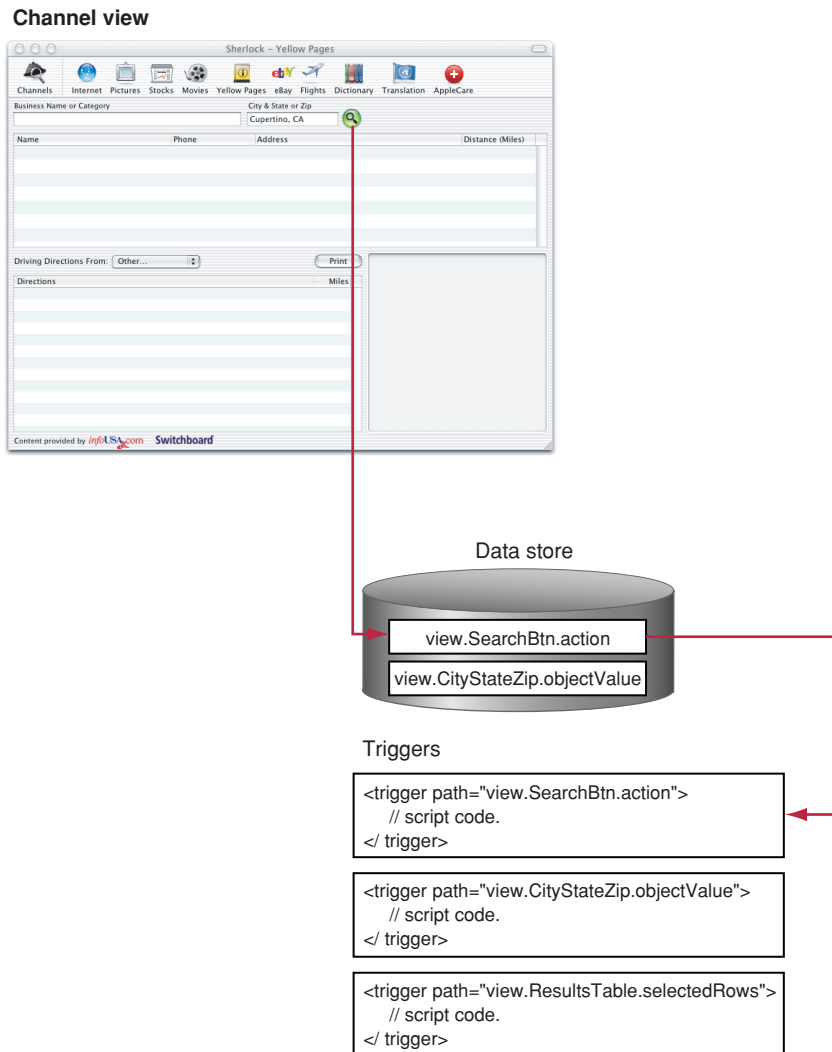 Channel view
Sherlock – Yellow Pages
Channels Internet Pictures Stocks Movies Yellow Pages eBay Flights Dictionary Translation AppleCare
Business Name or Category City & State or Zip
Cupertino, CA
Name Phone Address Distance (Miles)
Driving Directions From: Other... Print
Directions Miles
Content provided by infoUSA.com Switchboard
Data store
view.SearchBtn.action
view.CityStateZip.objectValue
Triggers
<trigger path="view.SearchBtn.action">
// script code.
</ trigger>
<trigger path="view.CityStateZip.objectValue">
// script code.
</ trigger>
<trigger path="view.ResultsTable.selectedRows">
// script code.
</ trigger>